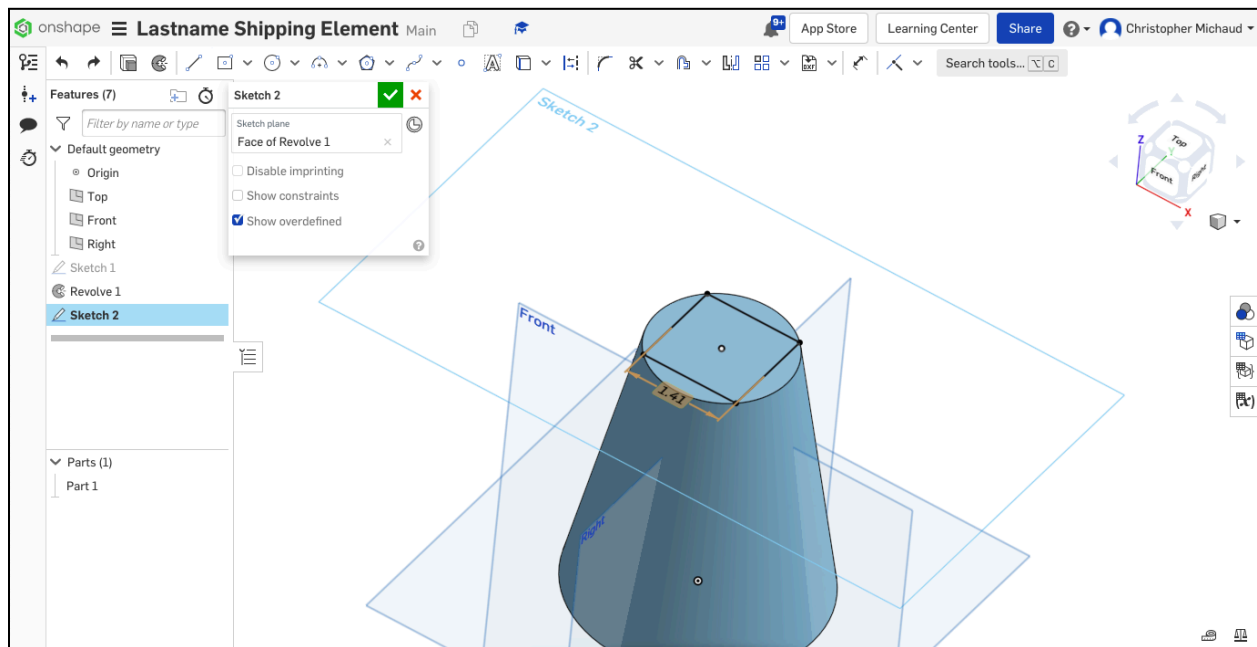 onshape Lastname Shipping Element Main 9+ App Store Learning Center Share ? Christopher Michaud
Search tools... ⌥ C
Features (7)
Filter by name or type
Default geometry
Origin
Top
Front
Right
Sketch 1
Revolve 1
Sketch 2
Parts (1)
Part 1
Sketch 2
Sketch plane
Face of Revolve 1
Disable imprinting
Show constraints
Show overdefined
?
Sketch 2
Front
Right
1.41
Z
Y
X
Top
Front
Right
(x)